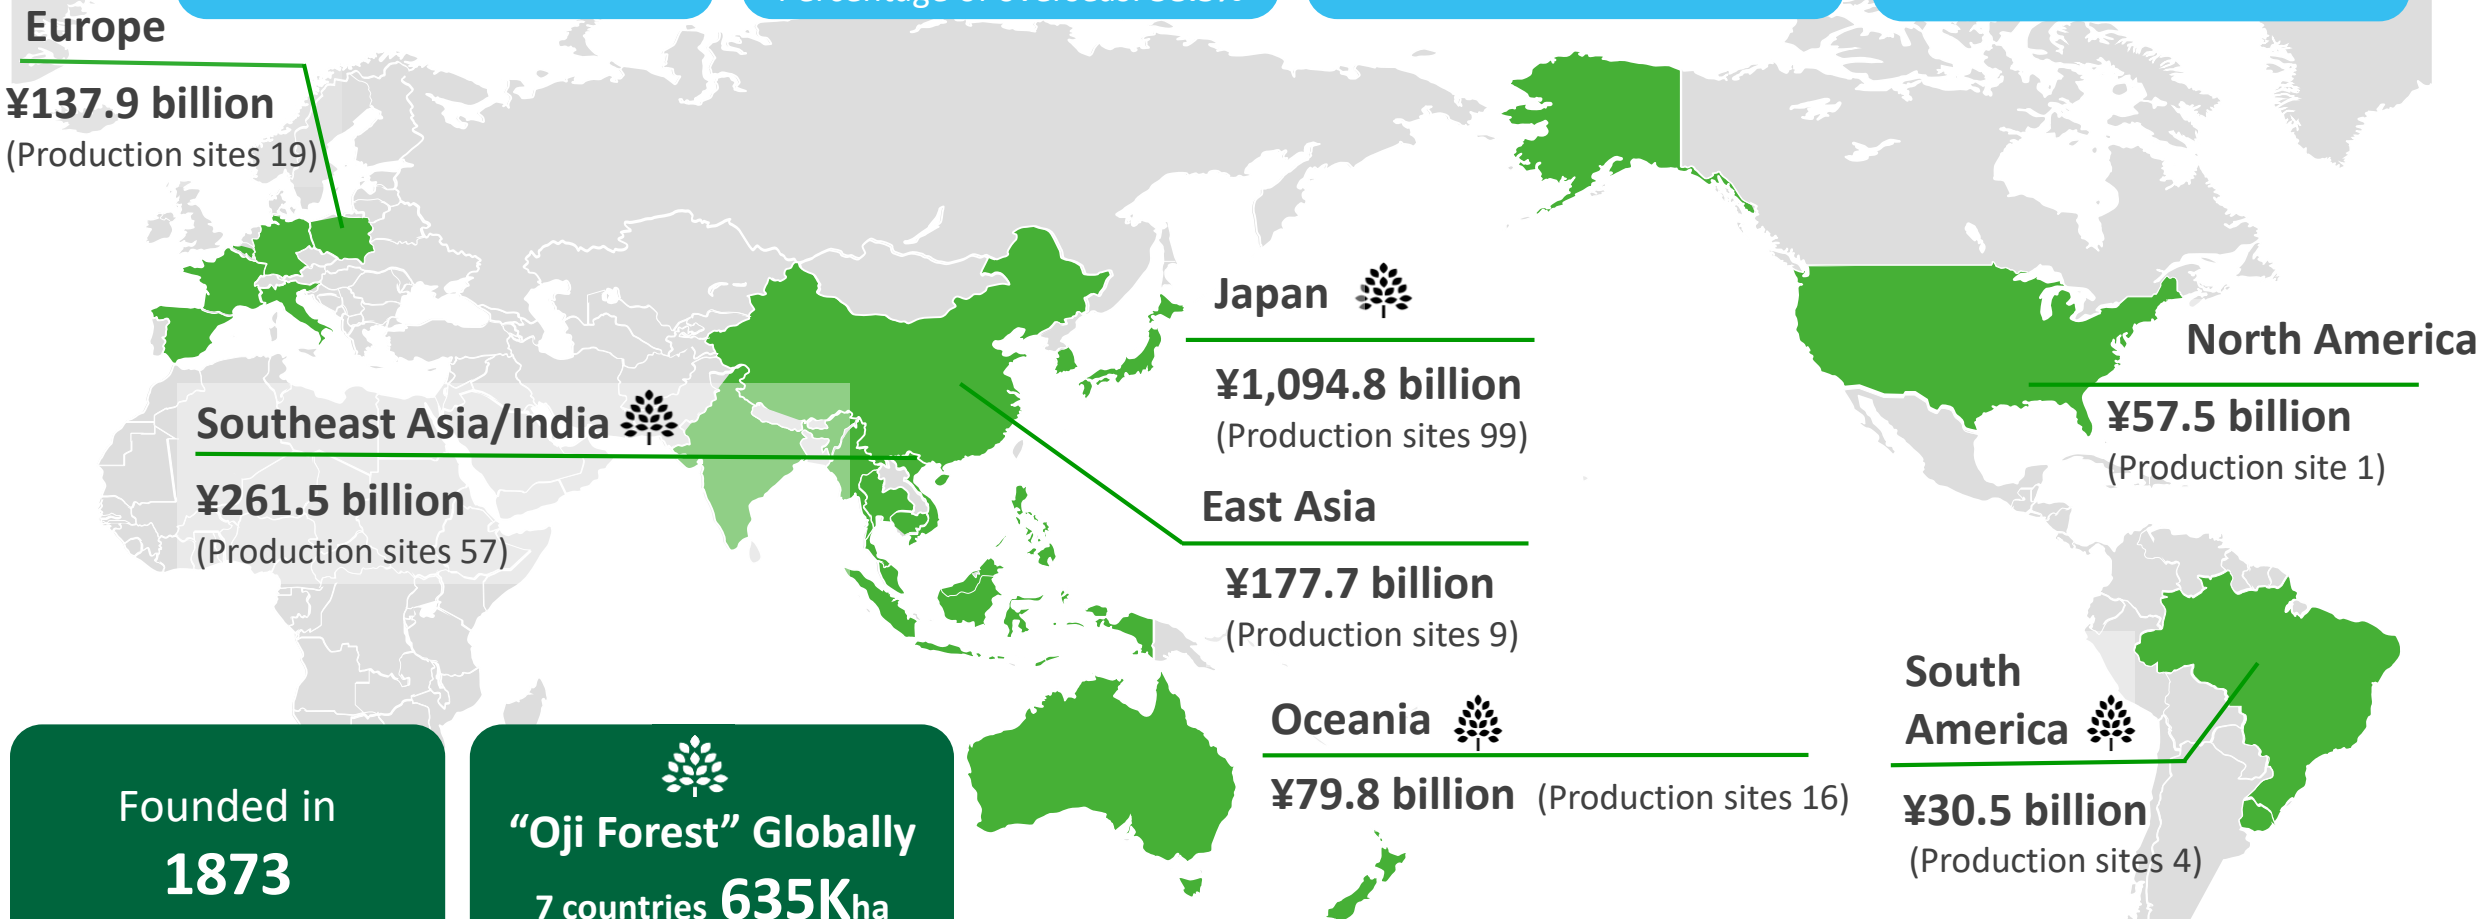 Europe
¥137.9 billion
(Production sites 19)
Japan
¥1,094.8 billion
(Production sites 99)
North America
¥57.5 billion
(Production site 1)
Southeast Asia/India
¥261.5 billion
(Production sites 57)
East Asia
¥177.7 billion
(Production sites 9)
Oceania
¥79.8 billion (Production sites 16)
South
America
¥30.5 billion
(Production sites 4)
Founded in
1873
“Oji Forest” Globally
7 countries 635Kha